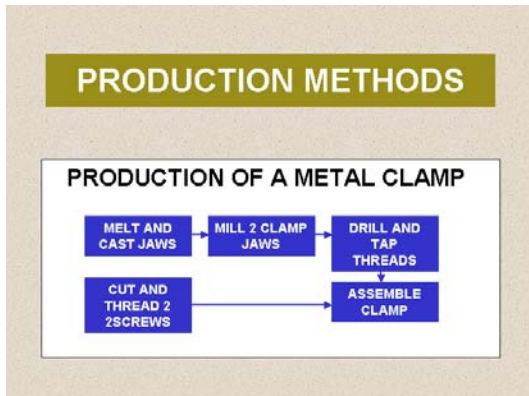 PRODUCTION METHODS
PRODUCTION OF A METAL CLAMP
MELT AND
CAST JAWS
MILL 2 CLAMP
JAWS
DRILL AND
TAP
THREADS
CUT AND
THREAD 2
2SCREWS
ASSEMBLE
CLAMP